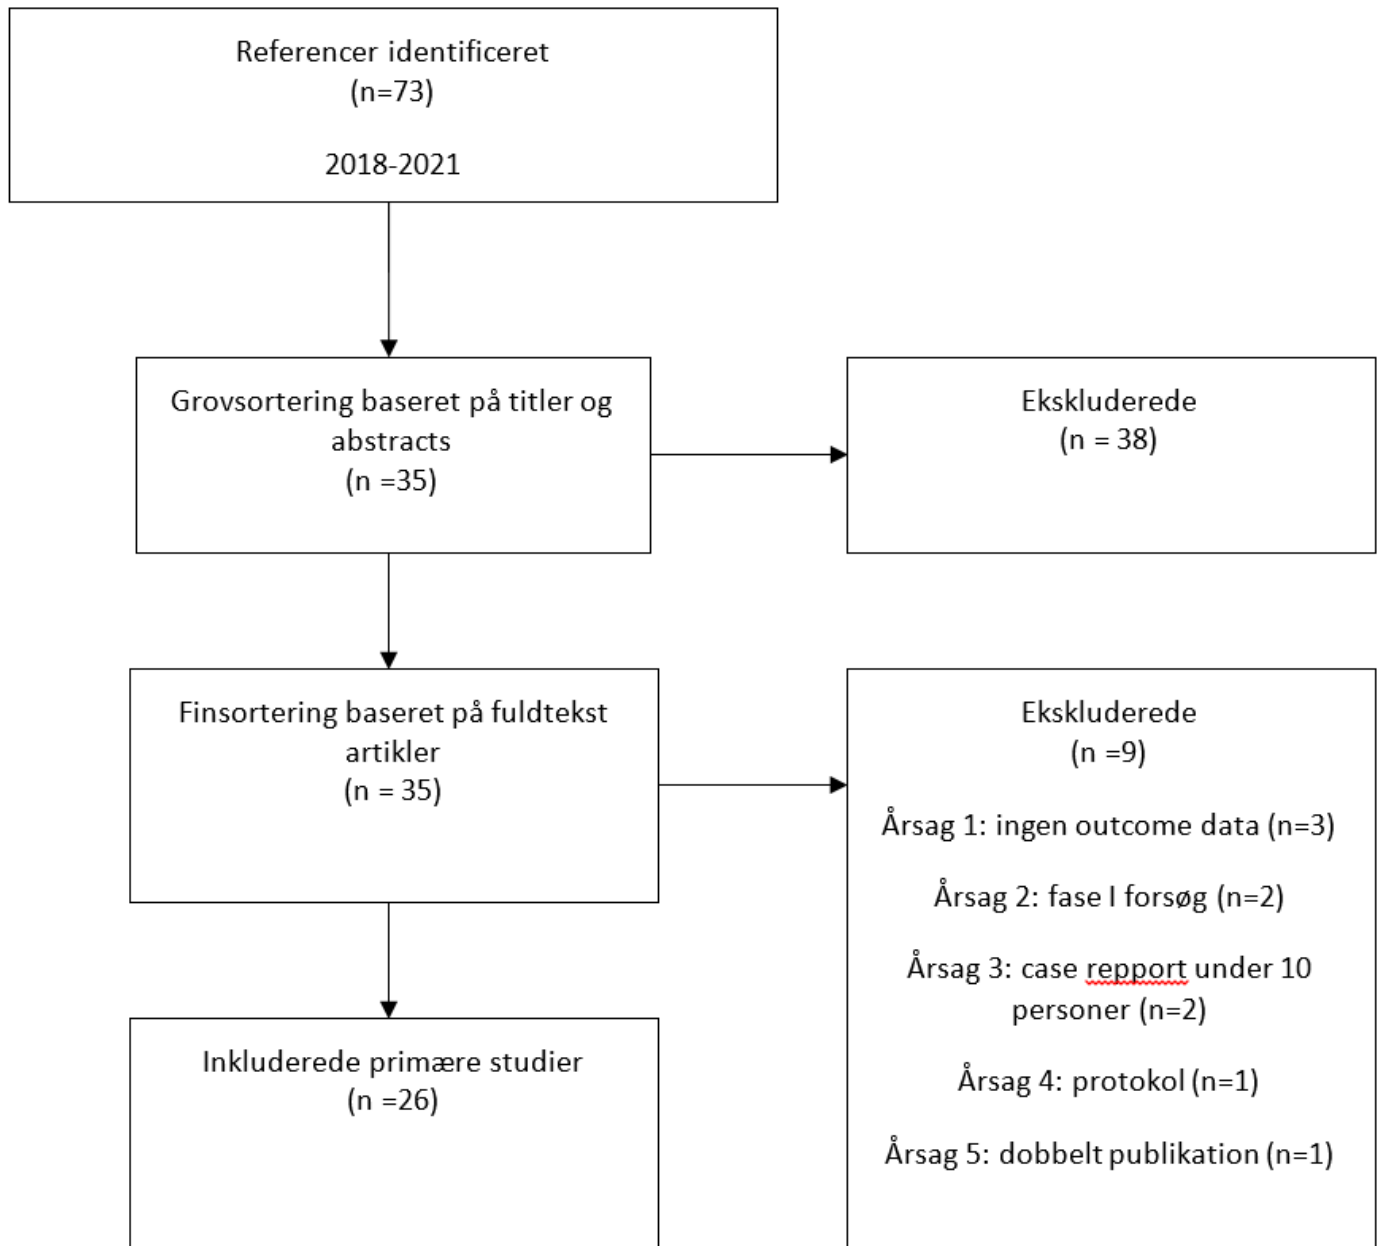 Referencer identificeret
(n=73)
2018-2021
Grovsortering baseret på titler og
abstracts
(n =35)
Ekskluderede
(n = 38)
Finsortering baseret på fuldtekst
artikler
(n = 35)
Ekskluderede
(n =9)
Årsag 1: ingen outcome data (n=3)
Årsag 2: fase I forsøg (n=2)
Årsag 3: case repport under 10
personer (n=2)
Årsag 4: protokol (n=1)
Årsag 5: dobbelt publikation (n=1)
Inkluderede primære studier
(n =26)